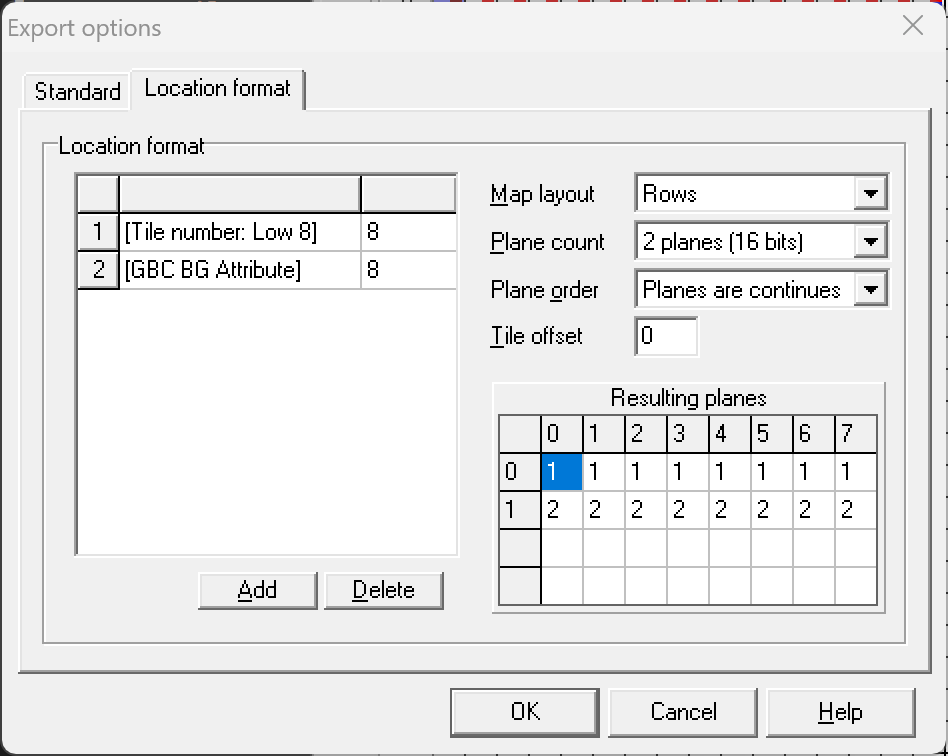 Export options
Standard
Location format
Location format
1 [Tile number: Low 8] 8
2 [GBC BG Attribute] 8
Add Delete
Map layout Rows
Plane count 2 planes (16 bits)
Plane order Planes are continues
Tile offset 0
Resulting planes
0 1 2 3 4 5 6 7
0 1 1 1 1 1 1 1 1
1 2 2 2 2 2 2 2 2
OK Cancel Help